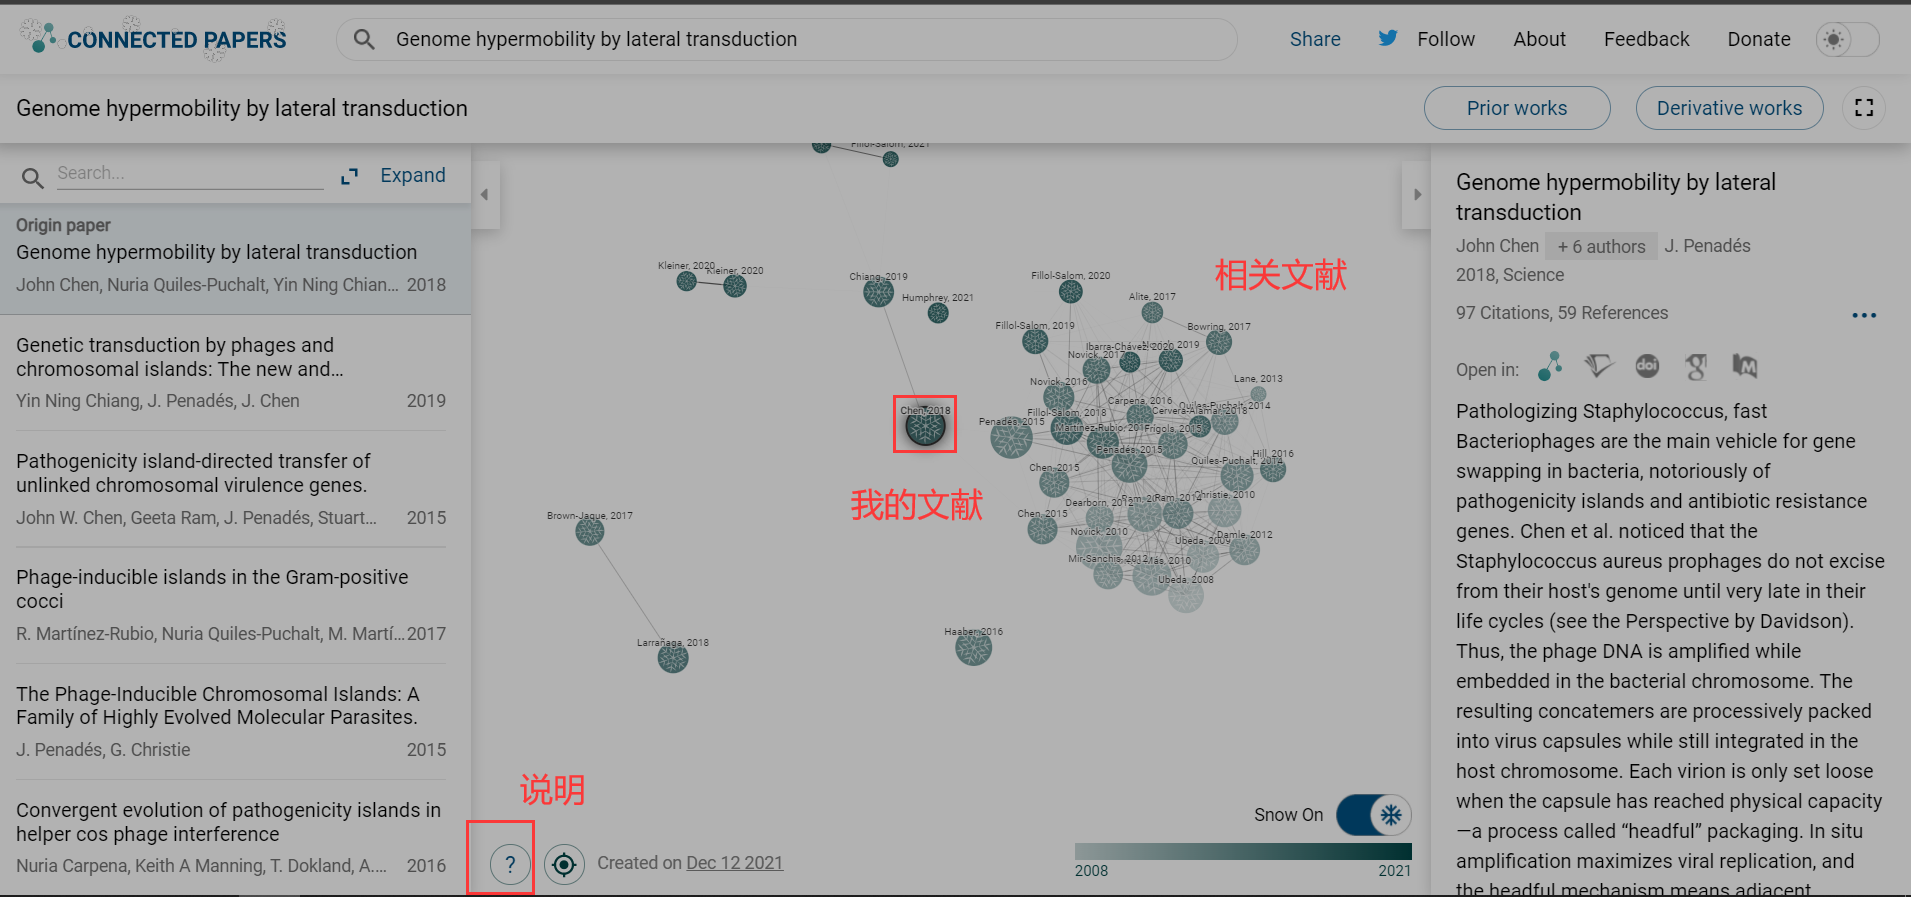 CONNECTED PAPERS
Genome hypermobility by lateral transduction
Share
Follow
About
Feedback
Donate
Genome hypermobility by lateral transduction
Prior works
Derivative works
Search...
Expand
Origin paper
Genome hypermobility by lateral transduction
John Chen, Nuria Quiles-Puchalt, Yin Ning Chian... 2018
Genetic transduction by phages and
chromosomal islands: The new and...
Yin Ning Chiang, J. Penadés, J. Chen 2019
Pathogenicity island-directed transfer of
unlinked chromosomal virulence genes.
John W. Chen, Geeta Ram, J. Penadés, Stuart... 2015
Phage-inducible islands in the Gram-positive
cocci
R. Martínez-Rubio, Nuria Quiles-Puchalt, M. Martí... 2017
The Phage-Inducible Chromosomal Islands: A
Family of Highly Evolved Molecular Parasites.
J. Penadés, G. Christie 2015
Convergent evolution of pathogenicity islands in
helper cos phage interference
Nuria Carpena, Keith A Manning, T. Dokland, A.... 2016
Fillol-Salom, 2021
Kleiner, 2020
Kleiner, 2020
Chiang, 2019
Humphrey, 2021
Fillol-Salom, 2020
相关文献
Alite, 2017
Fillol-Salom, 2019
Bowring, 2017
Ibarra-Chávez, 2020
2019
Novick, 2017
Lane, 2013
Novick, 2016
Carpena, 2016
Quiles-Puchalt, 2014
Chen, 2018
Fillol-Salom, 2018
Cervera-Alamar, 2018
Penadés, 2015
Martínez-Rubio, 201
Frigols, 2015
Penadés, 2015
Hill, 2016
Quiles-Puchalt, 2014
Chen, 2015
我的文献
Dearborn, 2012
Ram, 2014
Christie, 2010
Chen, 2015
Brown-Jaque, 2017
Novick, 2010
Damle, 2012
Ubeda, 2009
Mir-Sanchis, 2012
Más, 2010
Ubeda, 2008
Larrañaga, 2018
Haaber, 2016
说明
?
Created on Dec 12 2021
Snow On
2008
2021
Genome hypermobility by lateral
transduction
John Chen + 6 authors J. Penadés
2018, Science
97 Citations, 59 References
Open in:
doi
Pathologizing Staphylococcus, fast
Bacteriophages are the main vehicle for gene
swapping in bacteria, notoriously of
pathogenicity islands and antibiotic resistance
genes. Chen et al. noticed that the
Staphylococcus aureus prophages do not excise
from their host's genome until very late in their
life cycles (see the Perspective by Davidson).
Thus, the phage DNA is amplified while
embedded in the bacterial chromosome. The
resulting concatemers are processively packed
into virus capsules while still integrated in the
host chromosome. Each virion is only set loose
when the capsule has reached physical capacity
—a process called “headful” packaging. In situ
amplification maximizes viral replication, and
the headful mechanism means adjacent